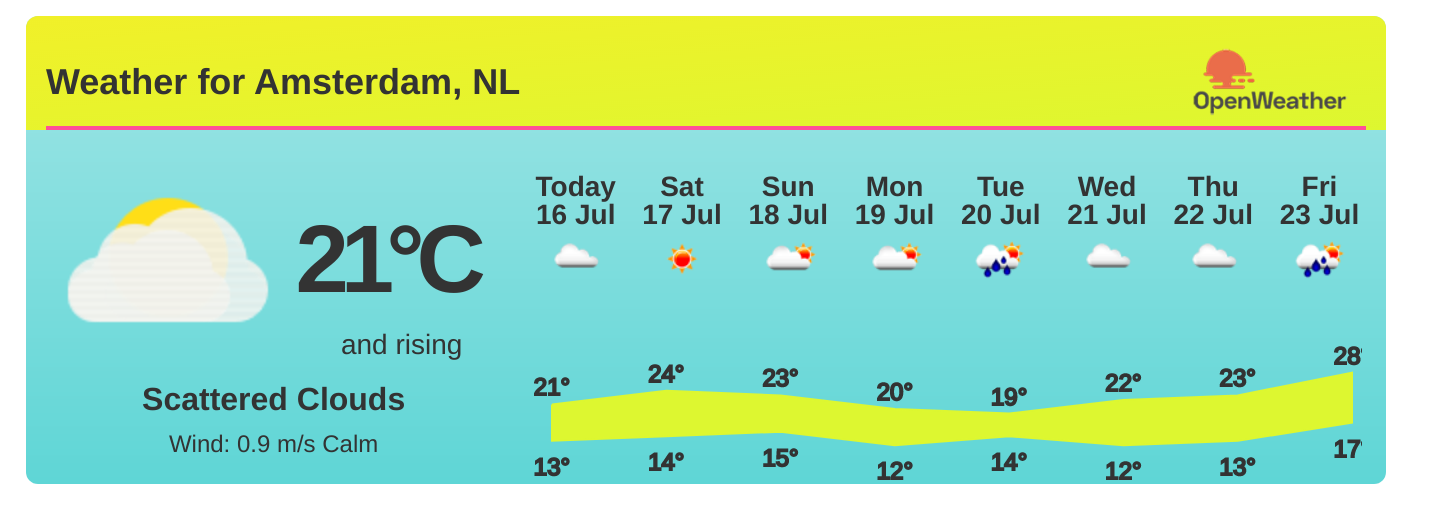 Weather for Amsterdam, NL
OpenWeather
21°C
and rising
Scattered Clouds
Wind: 0.9 m/s Calm
Today Sat Sun Mon Tue Wed Thu Fri
16 Jul 17 Jul 18 Jul 19 Jul 20 Jul 21 Jul 22 Jul 23 Jul
21° 24° 23° 20° 19° 22° 23° 28°
13° 14° 15° 12° 14° 12° 13° 17°